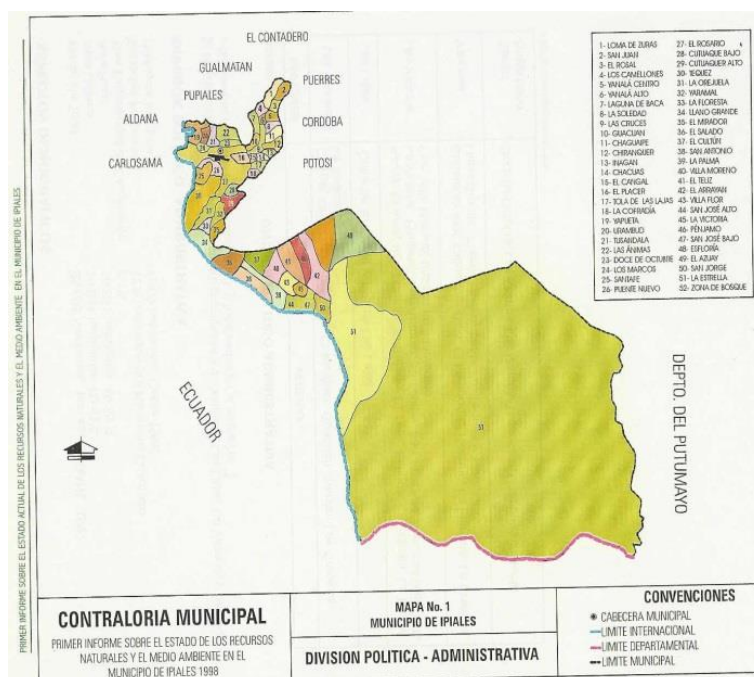 PRIMER INFORME SOBRE EL ESTADO ACTUAL DE LOS RECURSOS NATURALES Y EL MEDIO AMBIENTE EN EL MUNICIPIO DE IPIALES
EL CONTADERO
GUALMATAN
PUERRES
PUPIALES
ALDANA
CORDOBA
CARLOSAMA
POTOSI
ECUADOR
DEPTO. DEL PUTUMAYO
1- LOMA DE ZURAS
2- SAN JUAN
3- EL ROSAL
4- LOS CAMELLONES
5- YANALÁ CENTRO
6- YANALÁ ALTO
7- LAGUNA DE BACA
8- LA SOLEDAD
9- LAS CRUCES
10- GUACUAN
11- CHAGUAIPE
12- CHIRANQUER
13- INAGAN
14- CHACUAS
15- EL CANGAL
16- EL PLACER
17- TOLA DE LAS LAJAS
18- LA COFRADÍA
19- YAPUETA
20- URAMBUD
21- TUSANDALA
22- LAS ÁNIMAS
23- DOCE DE OCTUBRE
24- LOS MARCOS
25- SANTAFE
26- PUENTE NUEVO
27- EL ROSARIO
28- CUTUAQUE BAJO
29- CUTUAQUER ALTO
30- TEQUEZ
31- LA OREJUELA
32- YARAMAL
33- LA FLORESTA
34- LLANO GRANDE
35- EL MIRADOR
36- EL SALADO
37- EL CULTÚN
38- SAN ANTONIO
39- LA PALMA
40- VILLA MORENO
41- EL TELIZ
42- EL ARRAYAN
43- VILLA FLOR
44- SAN JOSÉ ALTO
45- LA VICTORIA
46- PÉNJAMO
47- SAN JOSÉ BAJO
48- ESFLORIA
49- EL AZUAY
50- SAN JORGE
51- LA ESTRELLA
52- ZONA DE BOSQUE
CONTRALORIA MUNICIPAL
PRIMER INFORME SOBRE EL ESTADO DE LOS RECURSOS
NATURALES Y EL MEDIO AMBIENTE EN EL
MUNICIPIO DE IPIALES 1998
MAPA No. 1
MUNICIPIO DE IPIALES
DIVISION POLITICA - ADMINISTRATIVA
CONVENCIONES
CABECERA MUNICIPAL
LIMITE INTERNACIONAL
LIMITE DEPARTAMENTAL
LIMITE MUNICIPAL